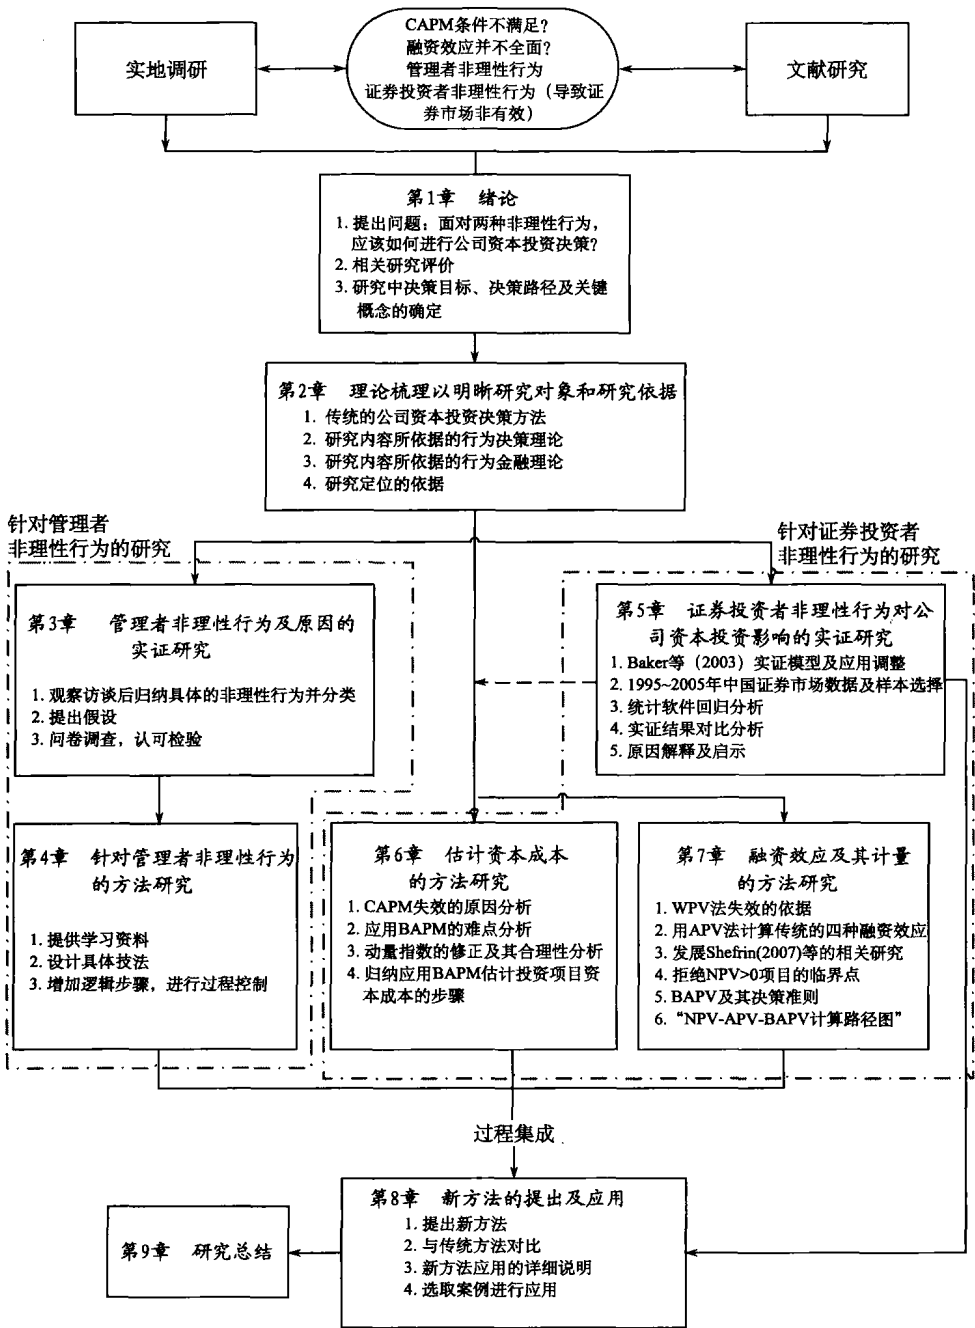 CAPM条件不满足?
融资效应并不全面?
管理者非理性行为
证券投资者非理性行为（导致证
券市场非有效）
实地调研
文献研究
第1章 绪论
1. 提出问题：面对两种非理性行为，
应该如何进行公司资本投资决策?
2. 相关研究评价
3. 研究中决策目标、决策路径及关键
概念的确定
第2章 理论梳理以明晰研究对象和研究依据
1. 传统的公司资本投资决策方法
2. 研究内容所依据的行为决策理论
3. 研究内容所依据的行为金融理论
4. 研究定位的依据
针对管理者
非理性行为的研究
针对证券投资者
非理性行为的研究
第3章 管理者非理性行为及原因的
实证研究
1. 观察访谈后归纳具体的非理性行为并分类
2. 提出假设
3. 问卷调查，认可检验
第5章 证券投资者非理性行为对公
司资本投资影响的实证研究
1. Baker等（2003）实证模型及应用调整
2. 1995~2005年中国证券市场数据及样本选择
3. 统计软件回归分析
4. 实证结果对比分析
5. 原因解释及启示
第4章 针对管理者非理性行为
的方法研究
1. 提供学习资料
2. 设计具体技法
3. 增加逻辑步骤，进行过程控制
第6章 估计资本成本
的方法研究
1. CAPM失效的原因分析
2. 应用BAPM的难点分析
3. 动量指数的修正及其合理性分析
4. 归纳应用BAPM估计投资项目资
本成本的步骤
第7章 融资效应及其计量
的方法研究
1. WPV法失效的依据
2. 用APV法计算传统的四种融资效应
3. 发展Shefrin(2007)等的相关研究
4. 拒绝NPV>0项目的临界点
5. BAPV及其决策准则
6. “NPV-APV-BAPV计算路径图”
过程集成
第8章 新方法的提出及应用
1. 提出新方法
2. 与传统方法对比
3. 新方法应用的详细说明
4. 选取案例进行应用
第9章 研究总结